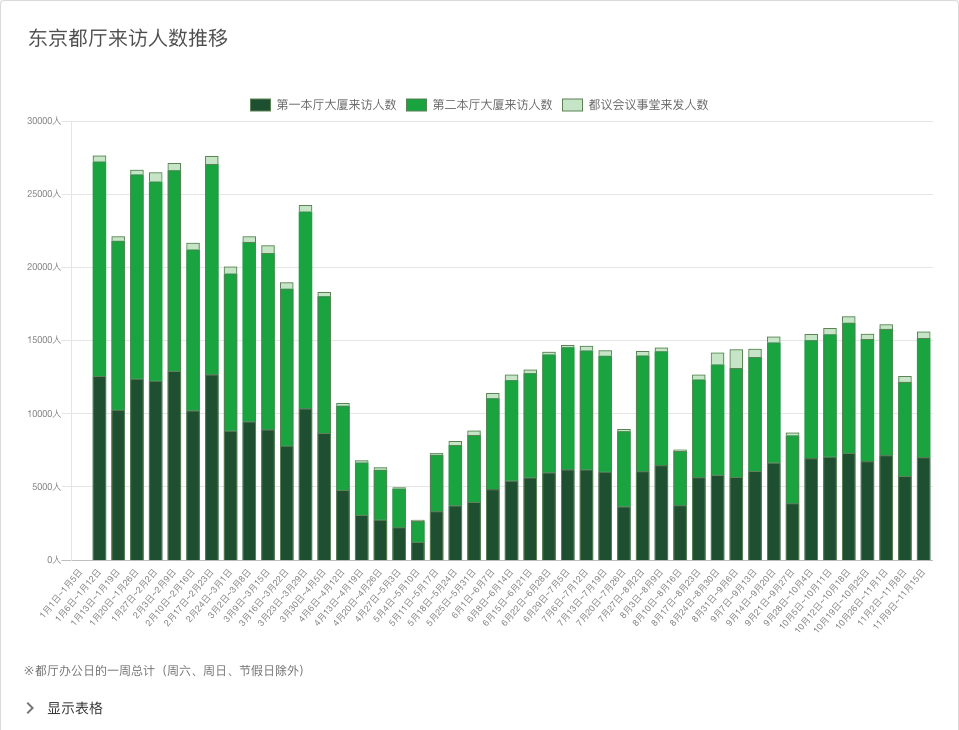 东京都厅来访人数推移
第一本厅大厦来访人数 第二本厅大厦来访人数 都议会议事堂来发人数
30000人
25000人
20000人
15000人
10000人
5000人
0人
1月1日~1月5日
1月6日~1月12日
1月13日~1月19日
1月20日~1月26日
1月27日~2月2日
2月3日~2月9日
2月10日~2月16日
2月17日~2月23日
2月24日~3月1日
3月2日~3月8日
3月9日~3月15日
3月16日~3月22日
3月23日~3月29日
3月30日~4月5日
4月6日~4月12日
4月13日~4月19日
4月20日~4月26日
4月27日~5月3日
5月4日~5月10日
5月11日~5月17日
5月18日~5月24日
5月25日~5月31日
6月1日~6月7日
6月8日~6月14日
6月15日~6月21日
6月22日~6月28日
6月29日~7月5日
7月6日~7月12日
7月13日~7月19日
7月20日~7月26日
7月27日~8月2日
8月3日~8月9日
8月10日~8月16日
8月17日~8月23日
8月24日~8月30日
8月31日~9月6日
9月7日~9月13日
9月14日~9月20日
9月21日~9月27日
9月28日~10月4日
10月5日~10月11日
10月12日~10月18日
10月19日~10月25日
10月26日~11月1日
11月2日~11月8日
11月9日~11月15日
※都厅办公日的一周总计（周六、周日、节假日除外）
显示表格